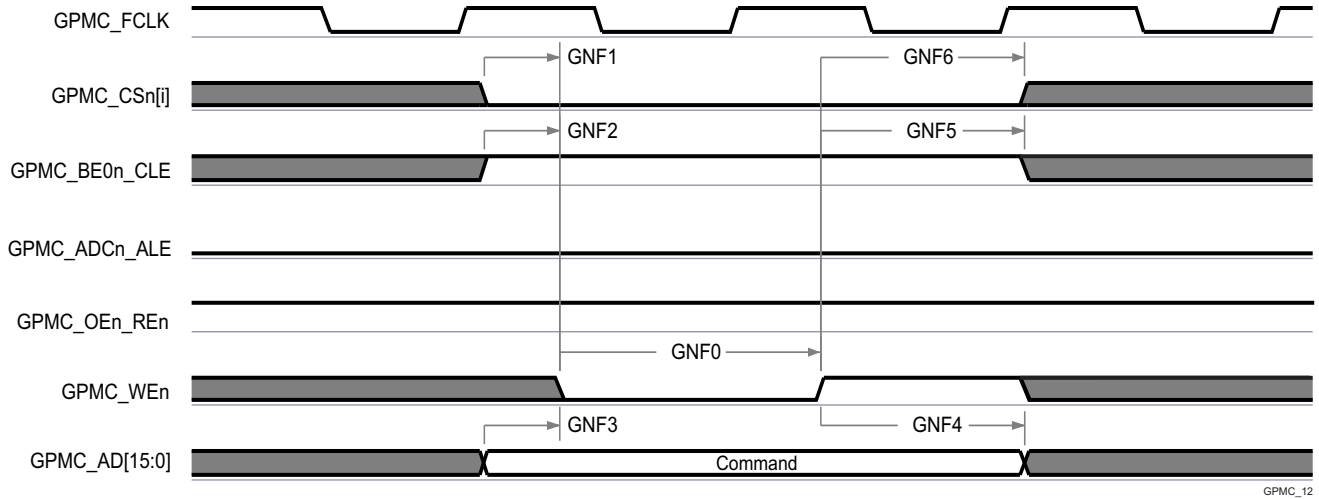 GPMC_FCLK
GNF1
GNF6
GPMC_CSn[i]
GNF2
GNF5
GPMC_BE0n_CLE
GPMC_ADCn_ALE
GPMC_OEn_REn
GNF0
GPMC_WEn
GNF3
GNF4
GPMC_AD[15:0]
Command
GPMC_12